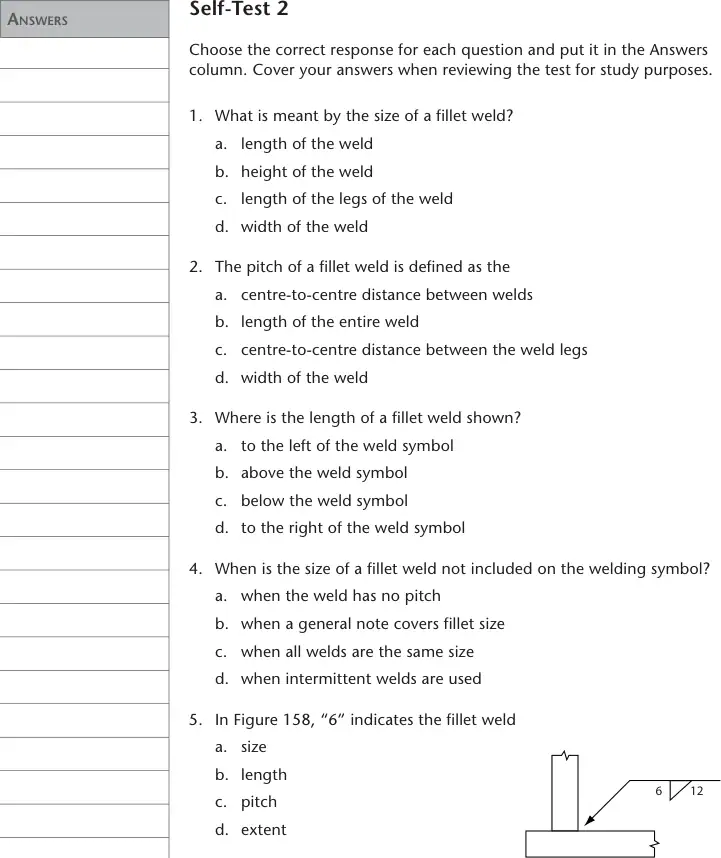 ANSWERS
Self-Test 2
Choose the correct response for each question and put it in the Answers
column. Cover your answers when reviewing the test for study purposes.
1. What is meant by the size of a fillet weld?
a. length of the weld
b. height of the weld
c. length of the legs of the weld
d. width of the weld
2. The pitch of a fillet weld is defined as the
a. centre-to-centre distance between welds
b. length of the entire weld
c. centre-to-centre distance between the weld legs
d. width of the weld
3. Where is the length of a fillet weld shown?
a. to the left of the weld symbol
b. above the weld symbol
c. below the weld symbol
d. to the right of the weld symbol
4. When is the size of a fillet weld not included on the welding symbol?
a. when the weld has no pitch
b. when a general note covers fillet size
c. when all welds are the same size
d. when intermittent welds are used
5. In Figure 158, “6” indicates the fillet weld
a. size
b. length
c. pitch
d. extent
6 12